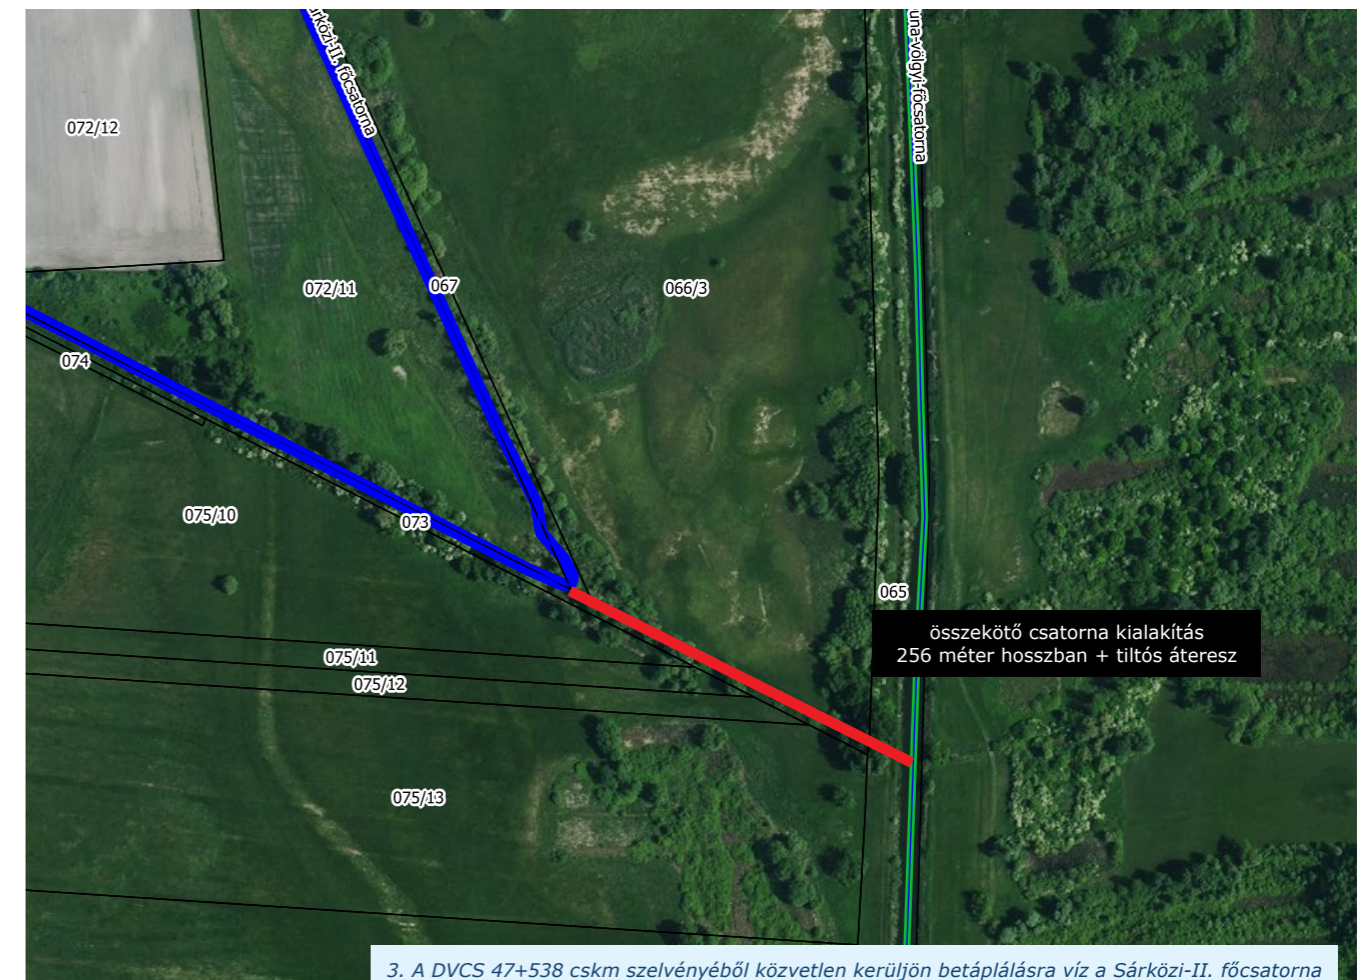 rközi-II. főcsatorna
una-völgyi-főcsatorna
072/12
072/11
067
066/3
074
075/10
073
065
összekötő csatorna kialakítás
256 méter hosszban + tiltós áteresz
075/11
075/12
075/13
3. A DVCS 47+538 cskm szelvényéből közvetlen kerüljön betáplálásra víz a Sárközi-II. főcsatorna